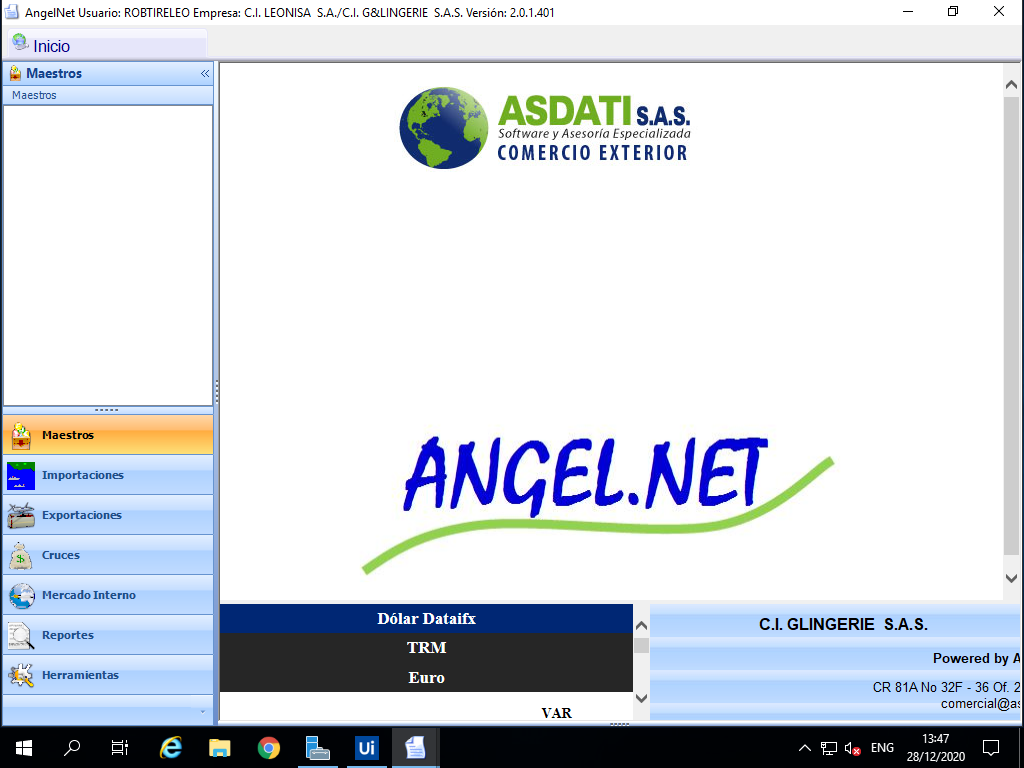 AngelNet Usuario: ROBTIRELEO Empresa: C.I. LEONISA S.A./C.I. G&LINGERIE S.A.S. Versión: 2.0.1.401
Inicio
Maestros
Maestros
ASDATI S.A.S.
Software y Asesoría Especializada
COMERCIO EXTERIOR
ANGEL.NET
Maestros
Importaciones
Exportaciones
Cruces
Mercado Interno
Reportes
Herramientas
Dólar Dataifx
TRM
Euro
VAR
C.I. GLINGERIE S.A.S.
Powered by A
CR 81A No 32F - 36 Of. 2
comercial@as
Ui
ENG
13:47
28/12/2020